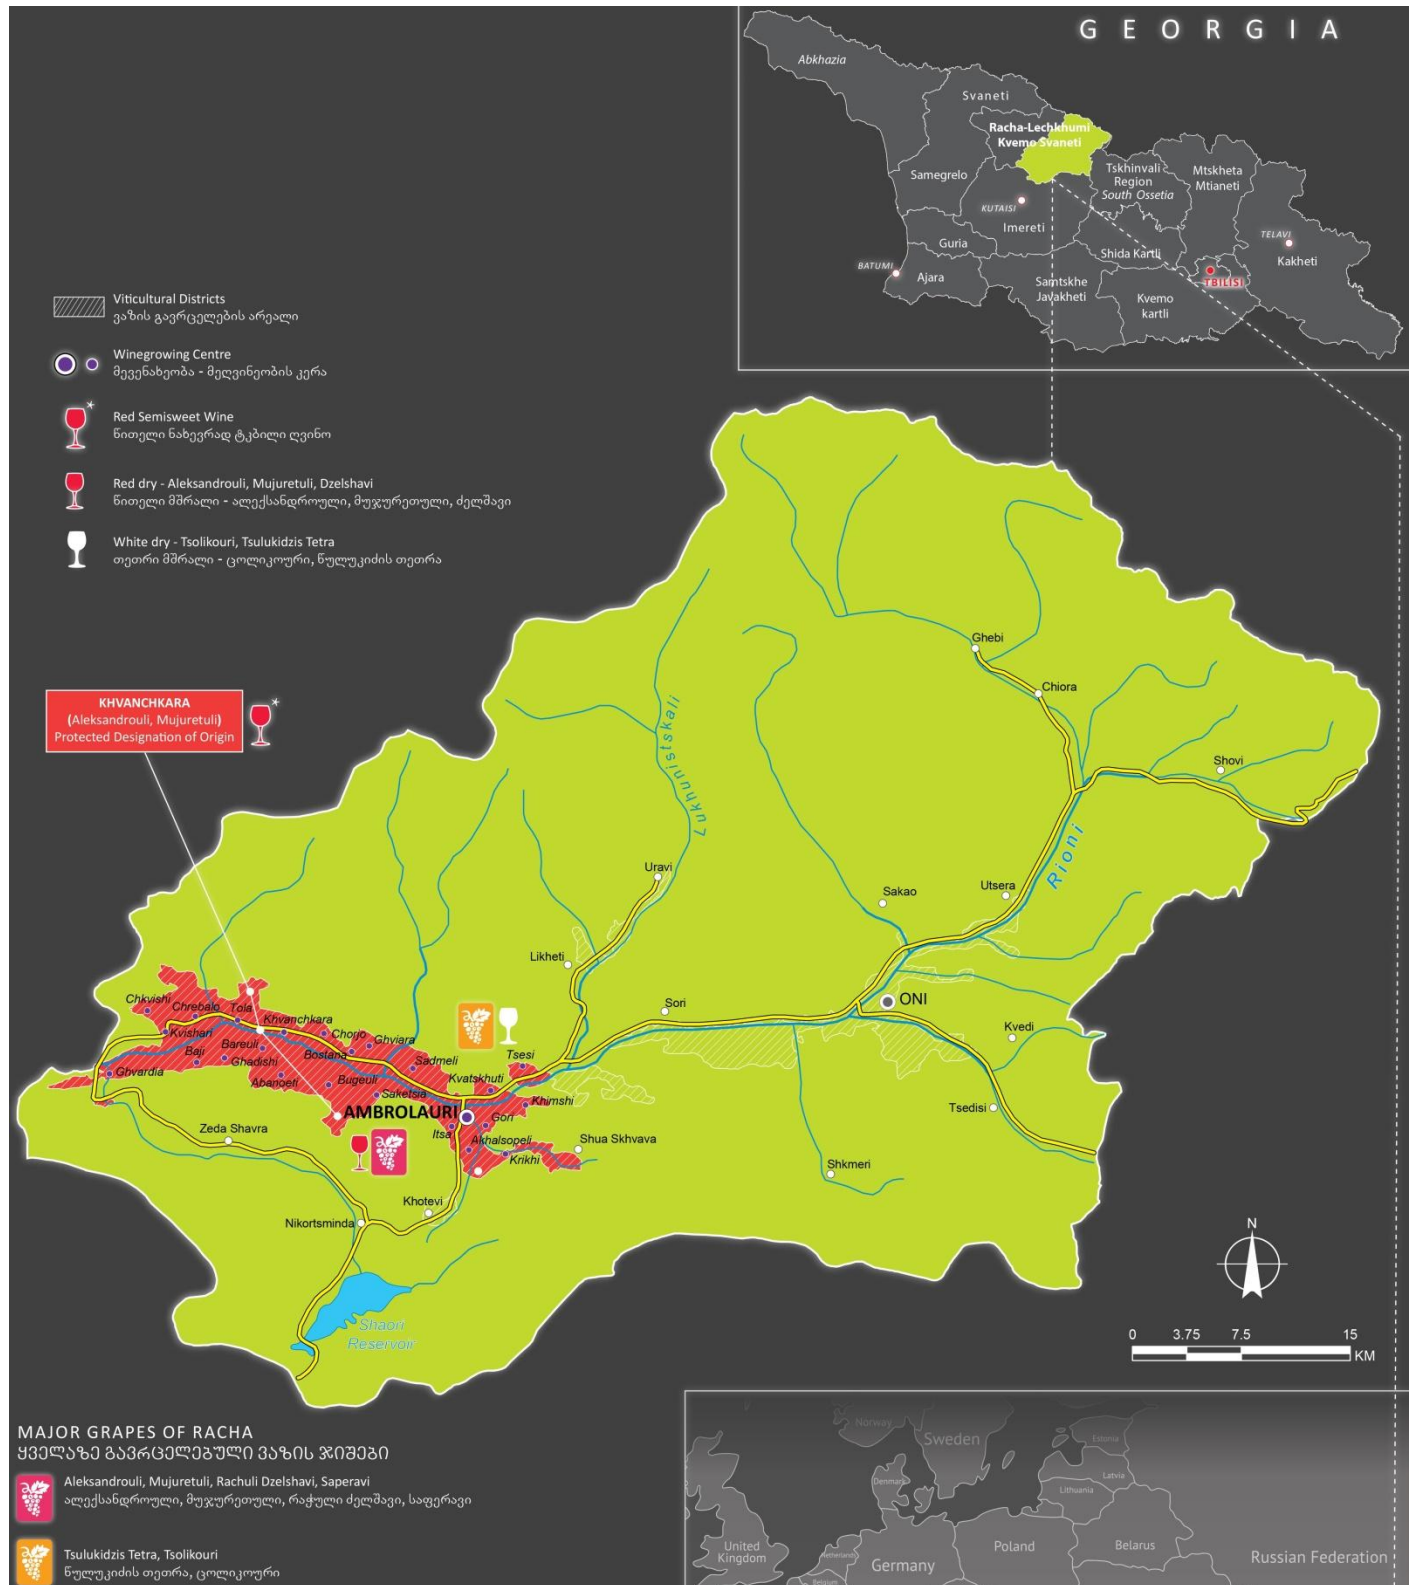 G E O R G I A
Abkhazia
Svaneti
Racha-Lechkhumi
Kvemo Svaneti
Samegrelo
Tskhinvali
Region
South Ossetia
Mtskheta
Mtianeti
KUTAISI
Imereti
Guria
Shida Kartli
TELAVI
Kakheti
BATUMI
Ajara
Samtskhe
Javakheti
Kvemo
kartli
TBILISI
Viticultural Districts
ვაზის გავრცელების არეალი
Winegrowing Centre
მევენახეობა - მეღვინეობის კერა
*
Red Semisweet Wine
წითელი ნახევრად ტკბილი ღვინო
Red dry - Aleksandrouli, Mujuretuli, Dzelshavi
წითელი მშრალი - ალექსანდროული, მუჯურეთული, ძელშავი
White dry - Tsolikouri, Tsulukidzis Tetra
თეთრი მშრალი - ცოლიკოური, წულუკიძის თეთრა
KHVANCHKARA
(Aleksandrouli, Mujuretuli)
Protected Designation of Origin
*
Ghebi
Chiora
Shovi
Rioni
Uravi
Sakao
Utsera
Likheti
Sori
ONI
Kvedi
Tsedisi
Shkmeri
Chkvishi
Chrebalo
Tola
Khvanchkara
Kvishari
Bareuli
Chorjo
Ghviara
Baji
Ghadishi
Bostana
Sadmeli
Tsesi
Ghvardia
Abanoeti
Bugeuli
Saketsia
Kvatskhuti
Khimshi
AMBROLAURI
Gori
Itsa
Akhalsopeli
Krikhi
Shua Skhvava
Zeda Shavra
Khotevi
Nikortsminda
Shaori
Reservoir
N
0 3.75 7.5 15
KM
MAJOR GRAPES OF RACHA
ᲧᲕᲔᲚᲐᲖᲔ ᲒᲐᲕᲠᲪᲔᲚᲔᲑᲣᲚᲘ ᲕᲐᲖᲘᲡ ᲯᲘᲨᲔᲑᲘ
Aleksandrouli, Mujuretuli, Rachuli Dzelshavi, Saperavi
ალექსანდროული, მუჯურეთული, რაჭული ძელშავი, საფერავი
Tsulukidzis Tetra, Tsolikouri
წულუკიძის თეთრა, ცოლიკოური
Norway
Sweden
Estonia
Latvia
Denmark
Lithuania
United
Kingdom
Netherlands
Belgium
Germany
Poland
Belarus
Russian Federation